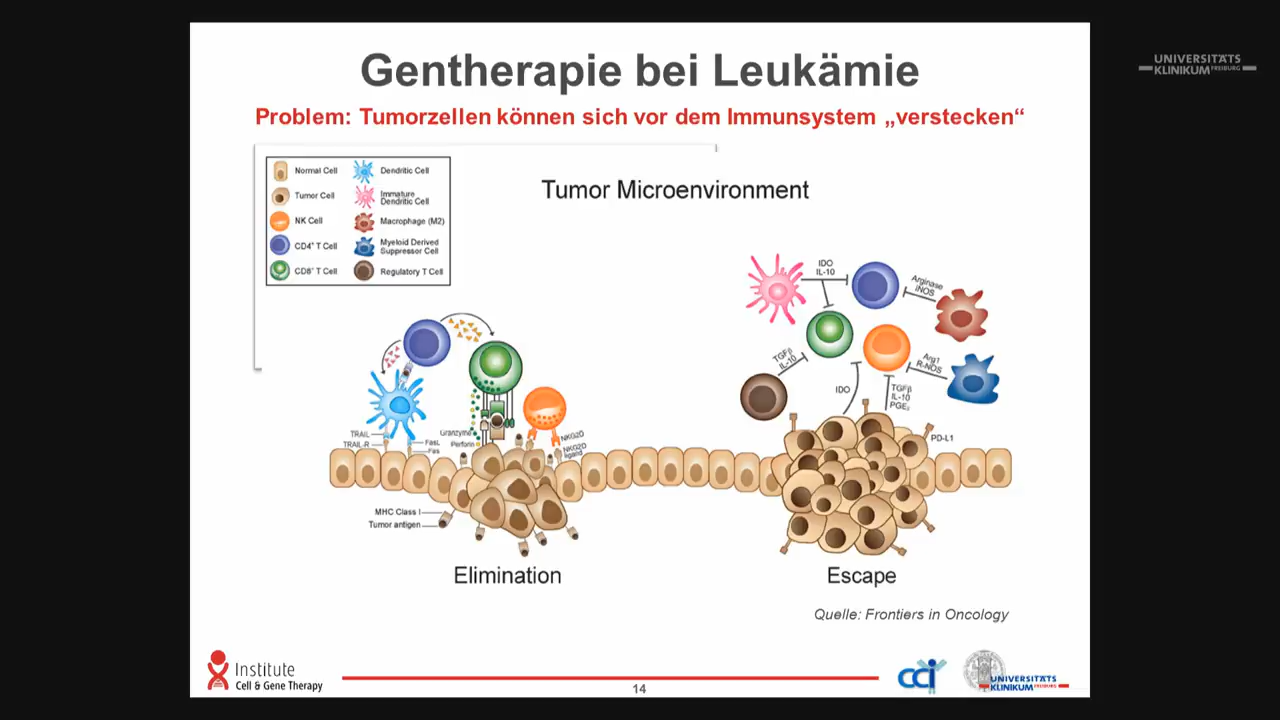 Gentherapie bei Leukämie
UNIVERSITÄTS
KLINIKUM FREIBURG
Problem: Tumorzellen können sich vor dem Immunsystem „verstecken“
Normal Cell
Tumor Cell
NK Cell
CD4⁺ T Cell
CD8⁺ T Cell
Dendritic Cell
Immature
Dendritic Cell
Macrophage (M2)
Myeloid Derived
Suppressor Cell
Regulatory T Cell
Tumor Microenvironment
TRAIL
TRAIL-R
FasL
Fas
Granzyme
Perforin
NKG2D
NKG2D
ligand
MHC Class I
Tumor antigen
Elimination
IDO
IL-10
Arginase
iNOS
TGFβ
IL-10
IDO
Arg1
R-NOS
TGFβ
IL-10
PGE₂
PD-L1
Escape
Quelle: Frontiers in Oncology
Institute
Cell & Gene Therapy
14
cci
UNIVERSITÄTS
KLINIKUM FREIBURG